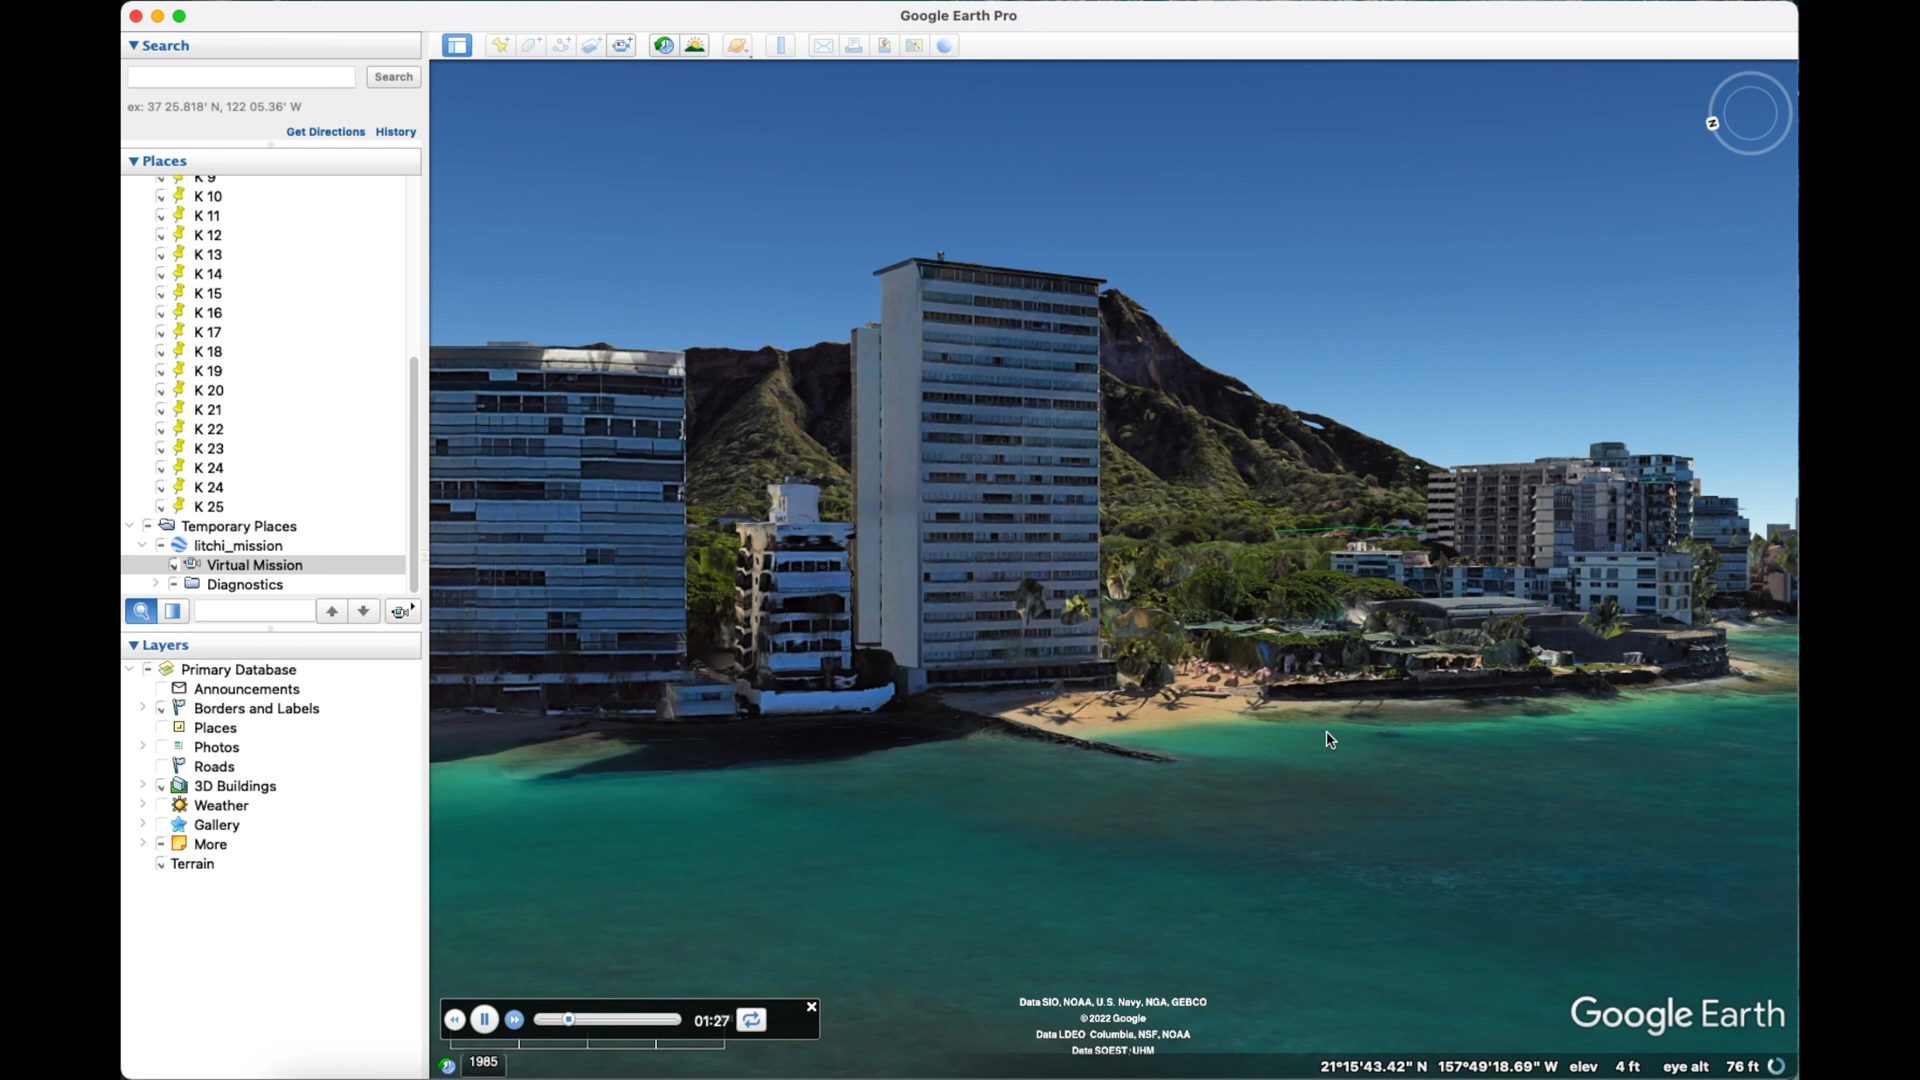 Google Earth Pro
Search
Search
ex: 37 25.818' N, 122 05.36' W
Get Directions History
Places
K 9
K 10
K 11
K 12
K 13
K 14
K 15
K 16
K 17
K 18
K 19
K 20
K 21
K 22
K 23
K 24
K 24
K 25
Temporary Places
litchi_mission
Virtual Mission
Diagnostics
Layers
Primary Database
Announcements
Borders and Labels
Places
Photos
Roads
3D Buildings
Weather
Gallery
More
Terrain
N
01:27
1985
Data SIO, NOAA, U.S. Navy, NGA, GEBCO
©2022 Google
Data LDEO Columbia, NSF, NOAA
Data SOEST/UHM
Google Earth
21°15'43.42" N 157°49'18.69" W elev 4 ft eye alt 76 ft